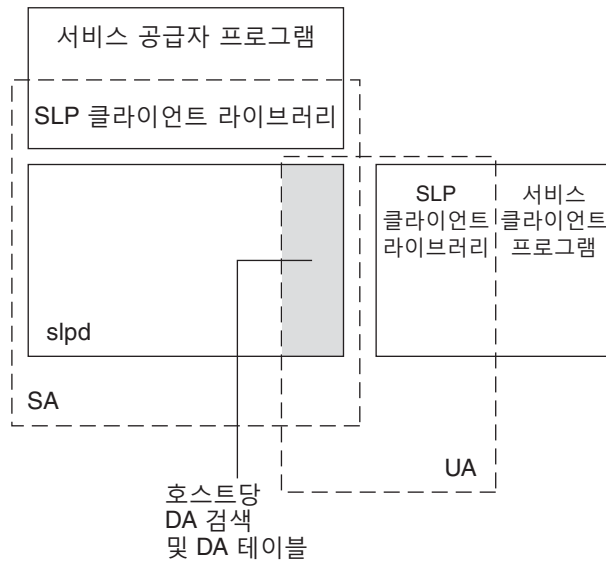 서비스 공급자 프로그램
SLP 클라이언트 라이브러리
SLP
클라이언트
라이브러리
서비스
클라이언트
프로그램
slpd
SA
UA
호스트당
DA 검색
및 DA 테이블